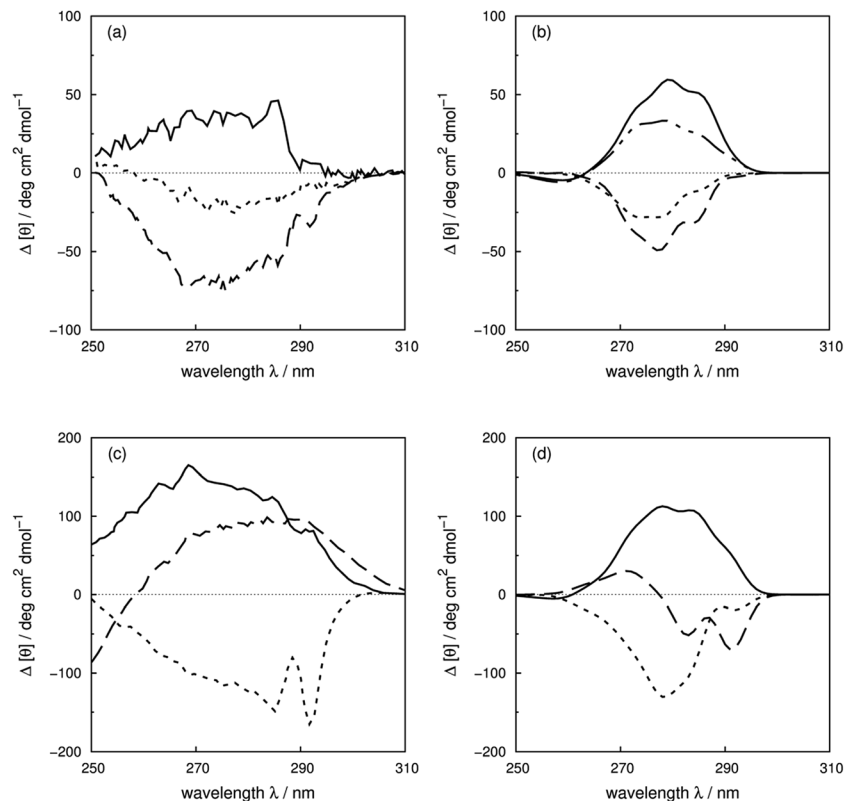 (a)
100
50
0
−50
−100
Δ [θ] / deg cm² dmol⁻¹
250 270 290 310
wavelength λ / nm
(b)
100
50
0
−50
−100
Δ [θ] / deg cm² dmol⁻¹
250 270 290 310
wavelength λ / nm
(c)
200
100
0
−100
−200
Δ [θ] / deg cm² dmol⁻¹
250 270 290 310
wavelength λ / nm
(d)
200
100
0
−100
−200
Δ [θ] / deg cm² dmol⁻¹
250 270 290 310
wavelength λ / nm